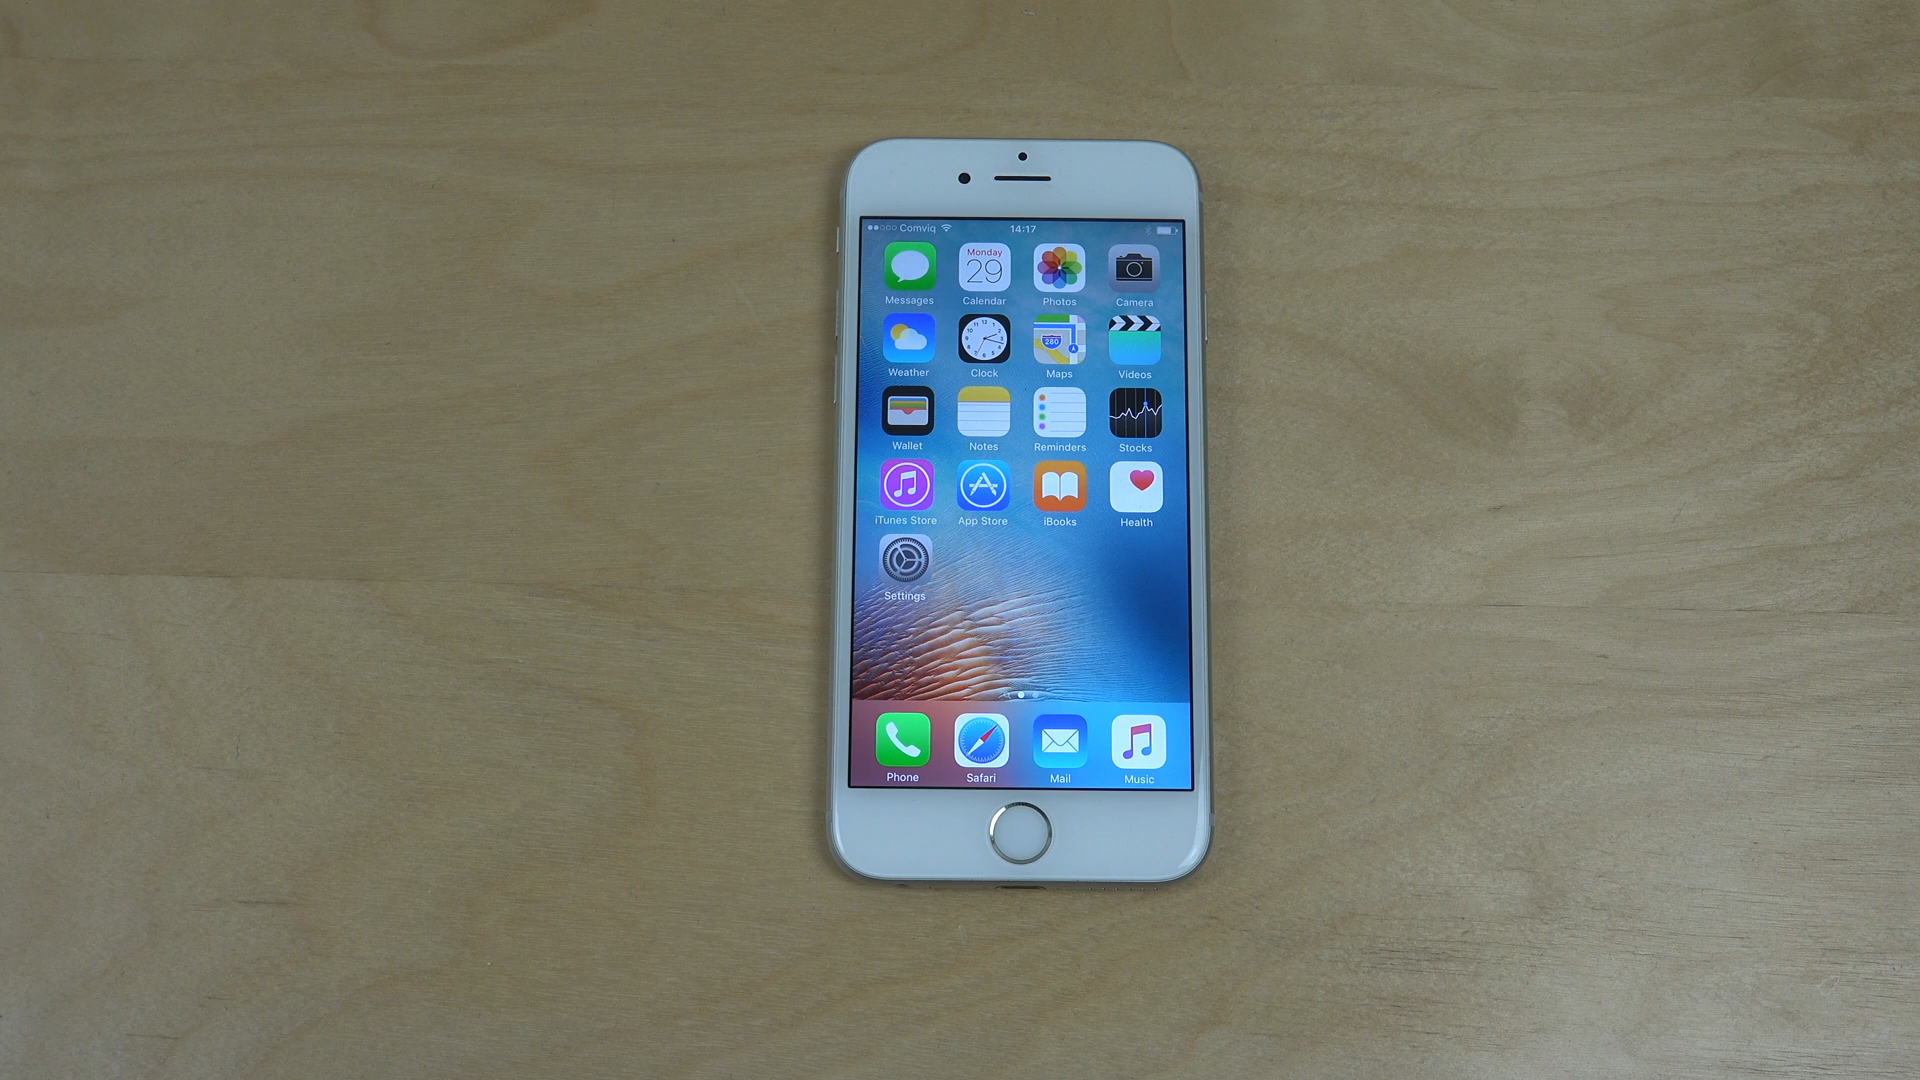 Comviq 14:17
Monday
29
Messages Calendar Photos Camera
280
Weather Clock Maps Videos
Wallet Notes Reminders Stocks
iTunes Store App Store iBooks Health
Settings
Phone Safari Mail Music